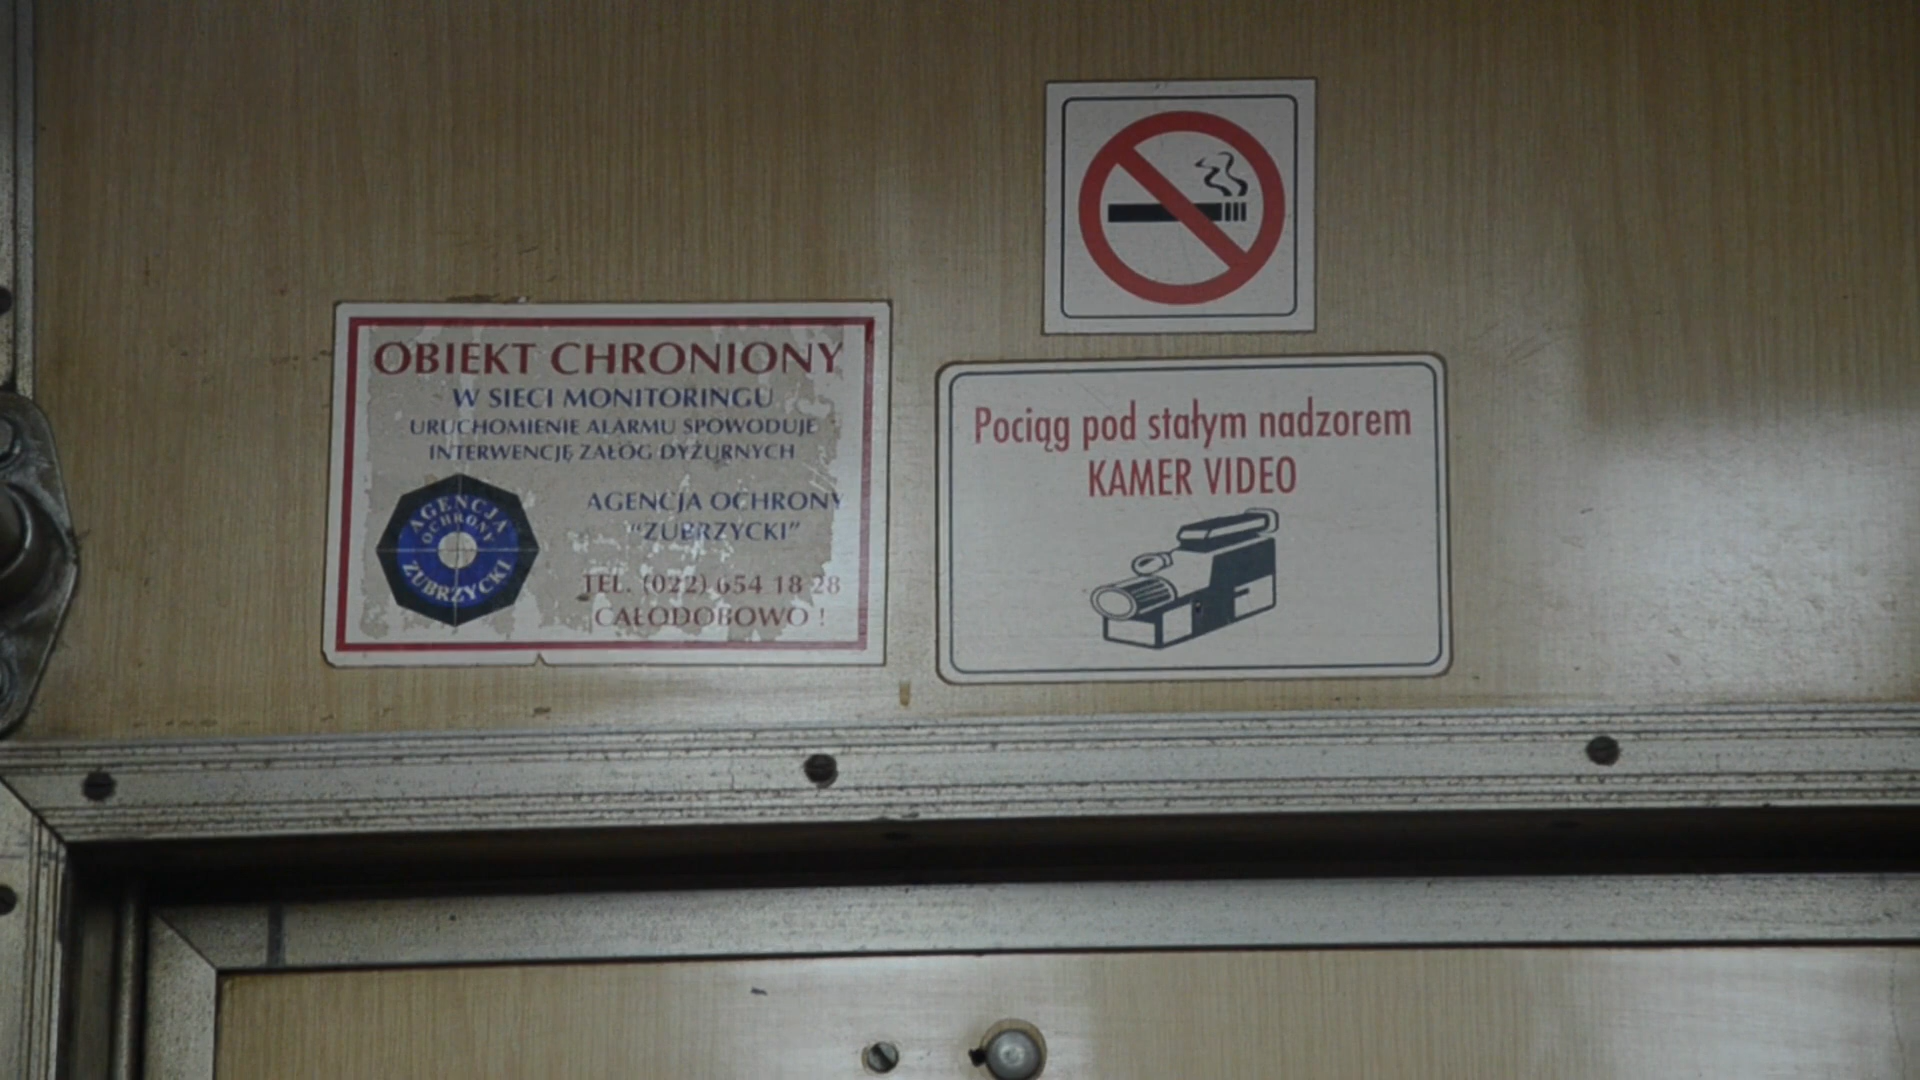 OBIEKT CHRONIONY
W SIECI MONITORINGU
URUCHOMIENIE ALARMU SPOWODUJE
INTERWENCJĘ ZAŁOG DYŻURNYCH
AGENCJA
OCHRONY
ZUBRZYCKI
AGENCJA OCHRONY
"ZUBRZYCKI"
TEL. (022) 654 18 28
CAŁODOBOWO !
Pociąg pod stałym nadzorem
KAMER VIDEO